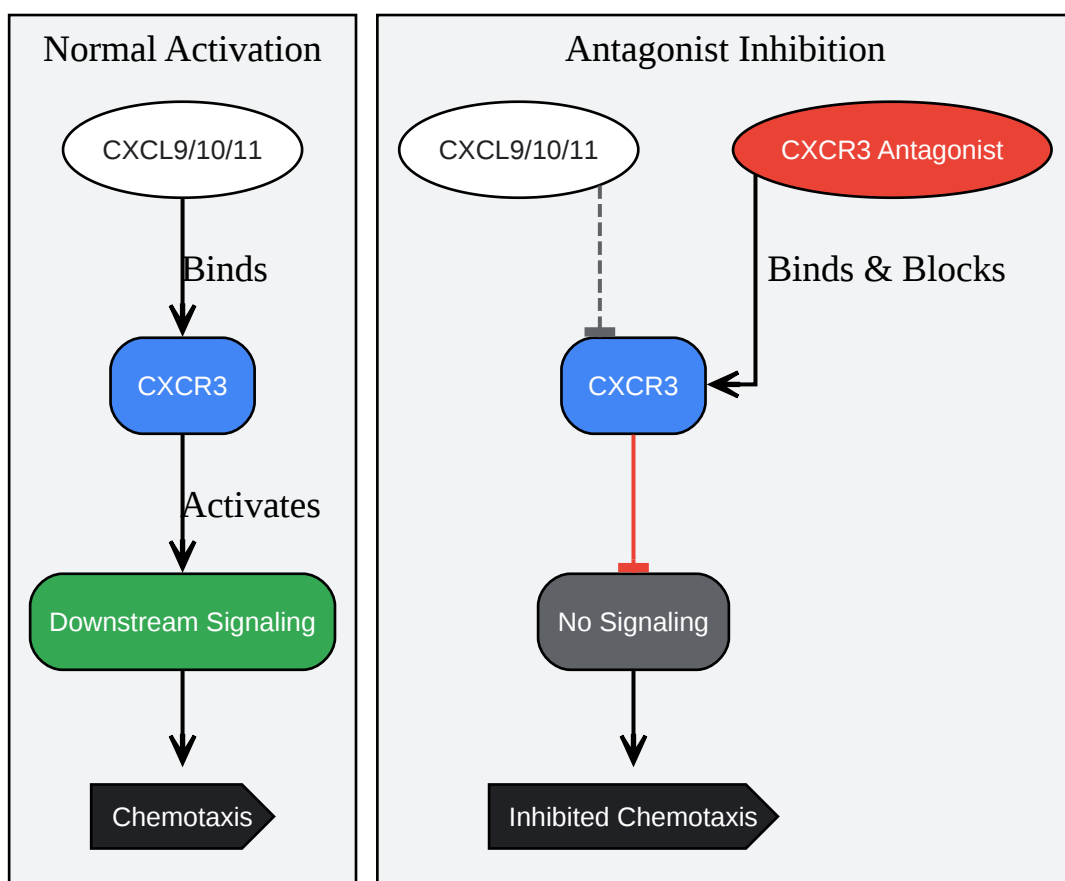 Normal Activation
CXCL9/10/11
Binds
CXCR3
Activates
Downstream Signaling
Chemotaxis
Antagonist Inhibition
CXCL9/10/11
CXCR3 Antagonist
Binds & Blocks
CXCR3
No Signaling
Inhibited Chemotaxis